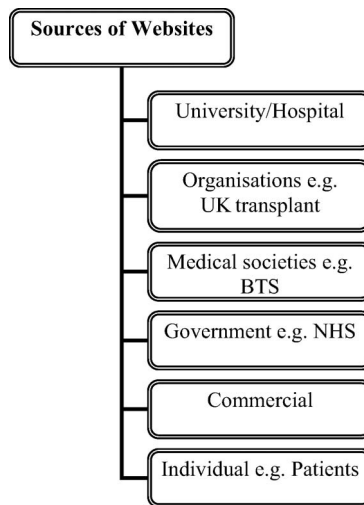 Sources of Websites
University/Hospital
Organisations e.g.
UK transplant
Medical societies e.g.
BTS
Government e.g. NHS
Commercial
Individual e.g. Patients